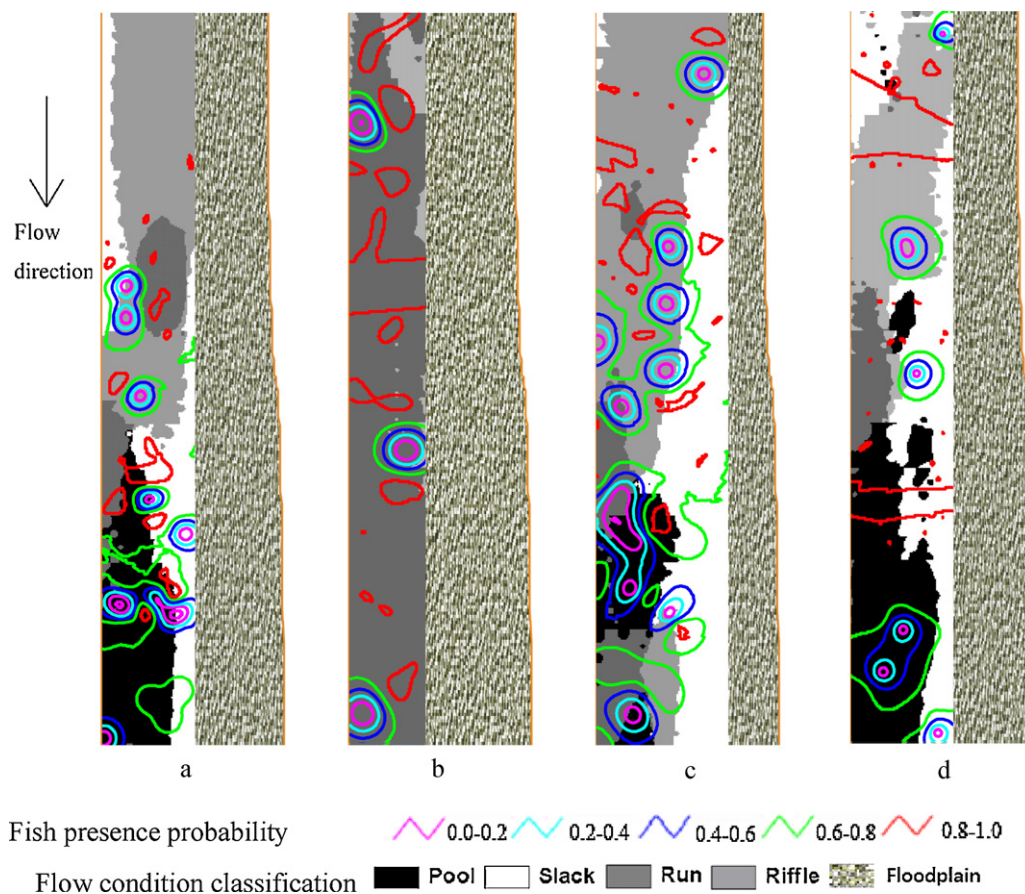 Flow
direction
a b c d
Fish presence probability 0.0-0.2 0.2-0.4 0.4-0.6 0.6-0.8 0.8-1.0
Flow condition classification Pool Slack Run Riffle Floodplain